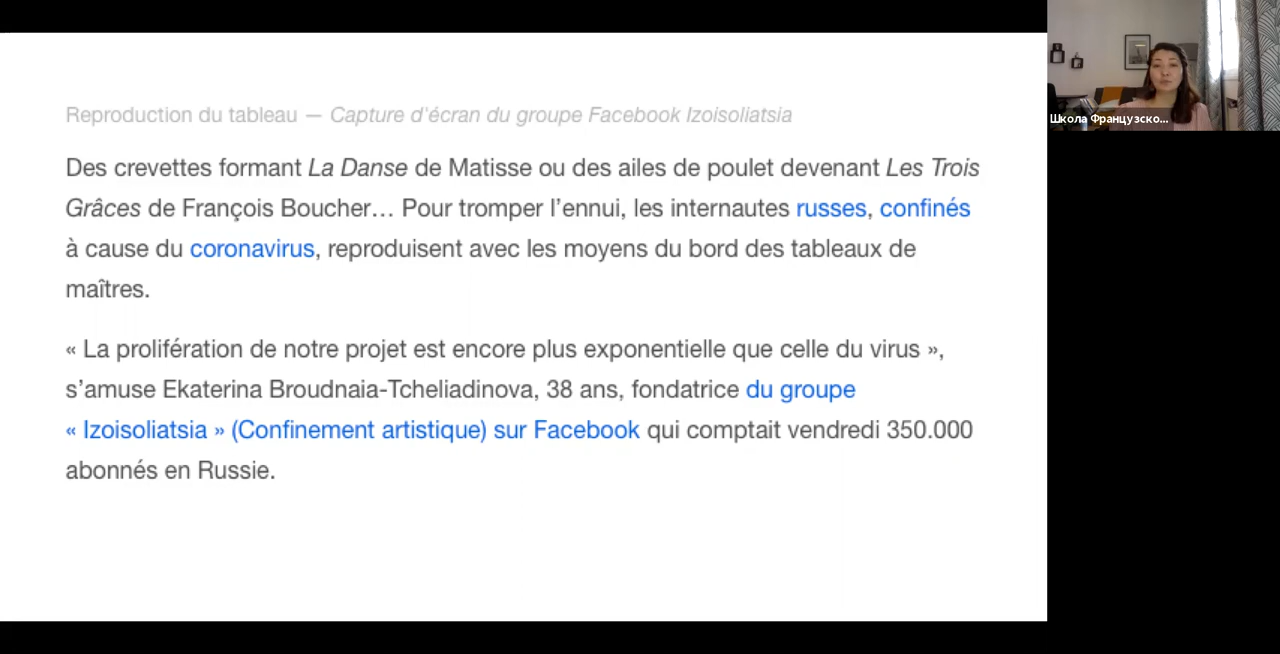 Reproduction du tableau — Capture d'écran du groupe Facebook Izoisoliatsia
Des crevettes formant La Danse de Matisse ou des ailes de poulet devenant Les Trois
Grâces de François Boucher… Pour tromper l’ennui, les internautes russes, confinés
à cause du coronavirus, reproduisent avec les moyens du bord des tableaux de
maîtres.
« La prolifération de notre projet est encore plus exponentielle que celle du virus »,
s’amuse Ekaterina Broudnaia-Tcheliadinova, 38 ans, fondatrice du groupe
« Izoisoliatsia » (Confinement artistique) sur Facebook qui comptait vendredi 350.000
abonnés en Russie.
Школа Французско...